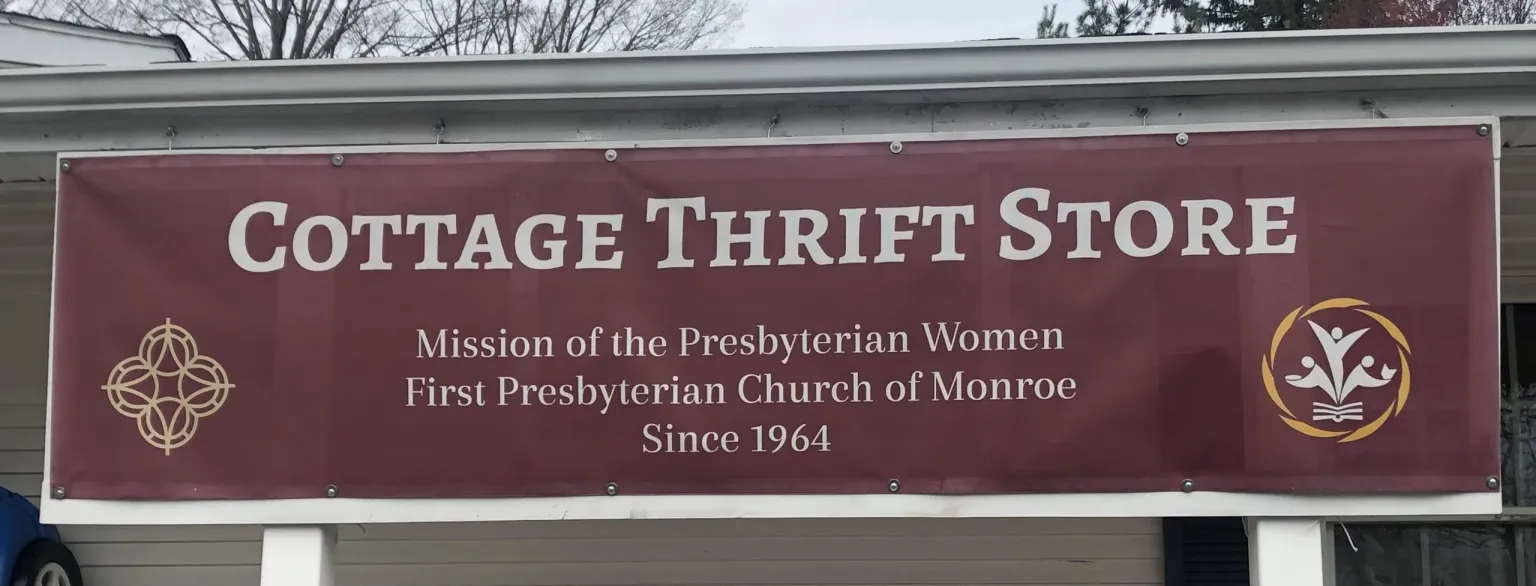 Cottage Thrift Store
Mission of the Presbyterian Women
First Presbyterian Church of Monroe
Since 1964